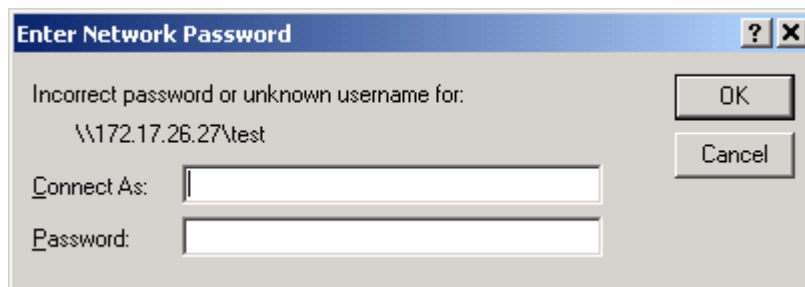 Enter Network Password
?
Incorrect password or unknown username for:
OK
\\172.17.26.27\test
Cancel
Connect As:
Password: